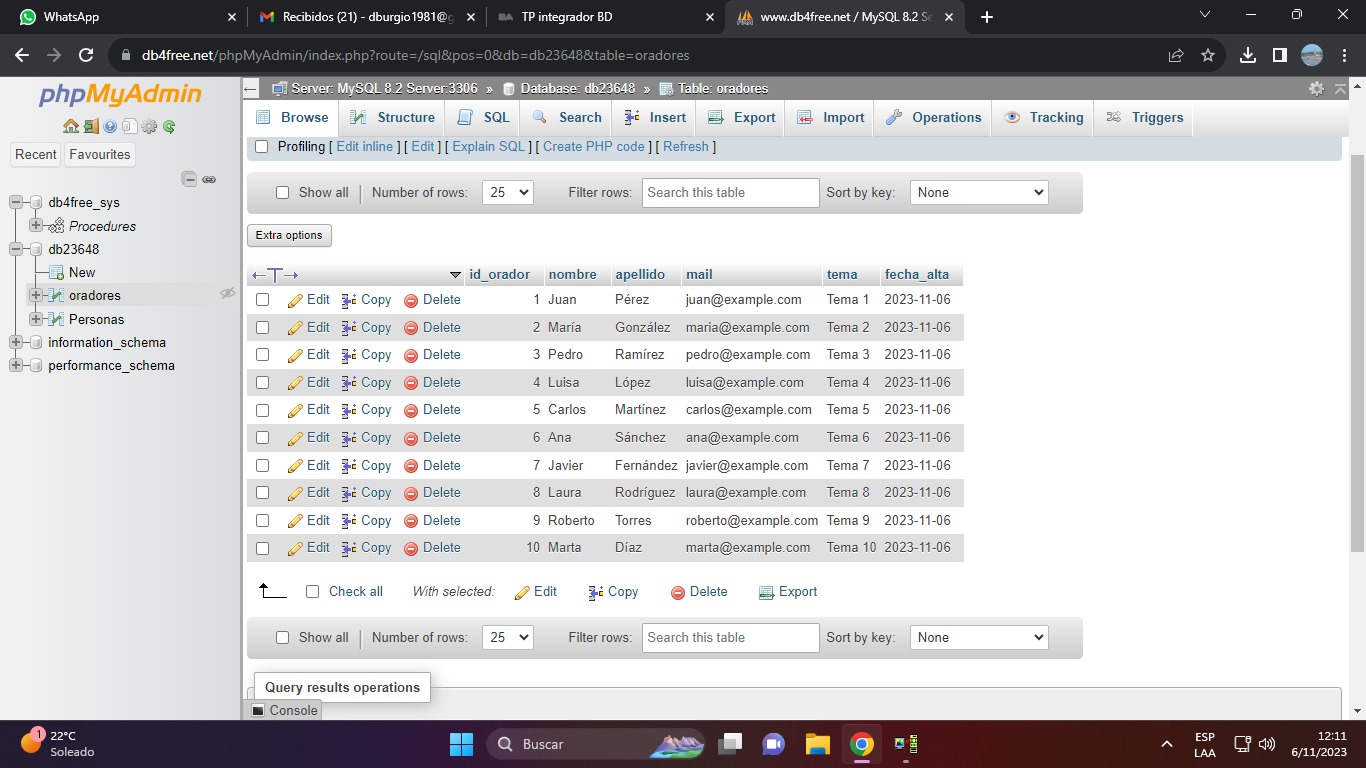 WhatsApp
Recibidos (21) - dburgio1981@g
TP integrador BD
www.db4free.net / MySQL 8.2 Se
db4free.net/phpMyAdmin/index.php?route=/sql&pos=0&db=db23648&table=oradores
phpMyAdmin
Recent Favourites
db4free_sys
Procedures
db23648
New
oradores
Personas
information_schema
performance_schema
Server: MySQL 8.2 Server:3306 » Database: db23648 » Table: oradores
Browse Structure SQL Search Insert Export Import Operations Tracking Triggers
Profiling [ Edit inline ] [ Edit ] [ Explain SQL ] [ Create PHP code ] [ Refresh ]
Show all | Number of rows: 25 Filter rows: Search this table Sort by key: None
Extra options
←T→ id_orador nombre apellido mail tema fecha_alta
Edit Copy Delete 1 Juan Pérez juan@example.com Tema 1 2023-11-06
Edit Copy Delete 2 María González maria@example.com Tema 2 2023-11-06
Edit Copy Delete 3 Pedro Ramírez pedro@example.com Tema 3 2023-11-06
Edit Copy Delete 4 Luisa López luisa@example.com Tema 4 2023-11-06
Edit Copy Delete 5 Carlos Martínez carlos@example.com Tema 5 2023-11-06
Edit Copy Delete 6 Ana Sánchez ana@example.com Tema 6 2023-11-06
Edit Copy Delete 7 Javier Fernández javier@example.com Tema 7 2023-11-06
Edit Copy Delete 8 Laura Rodríguez laura@example.com Tema 8 2023-11-06
Edit Copy Delete 9 Roberto Torres roberto@example.com Tema 9 2023-11-06
Edit Copy Delete 10 Marta Díaz marta@example.com Tema 10 2023-11-06
Check all With selected: Edit Copy Delete Export
Show all | Number of rows: 25 Filter rows: Search this table Sort by key: None
Query results operations
Console
1
22°C
Soleado
Buscar
ESP
LAA
12:11
6/11/2023